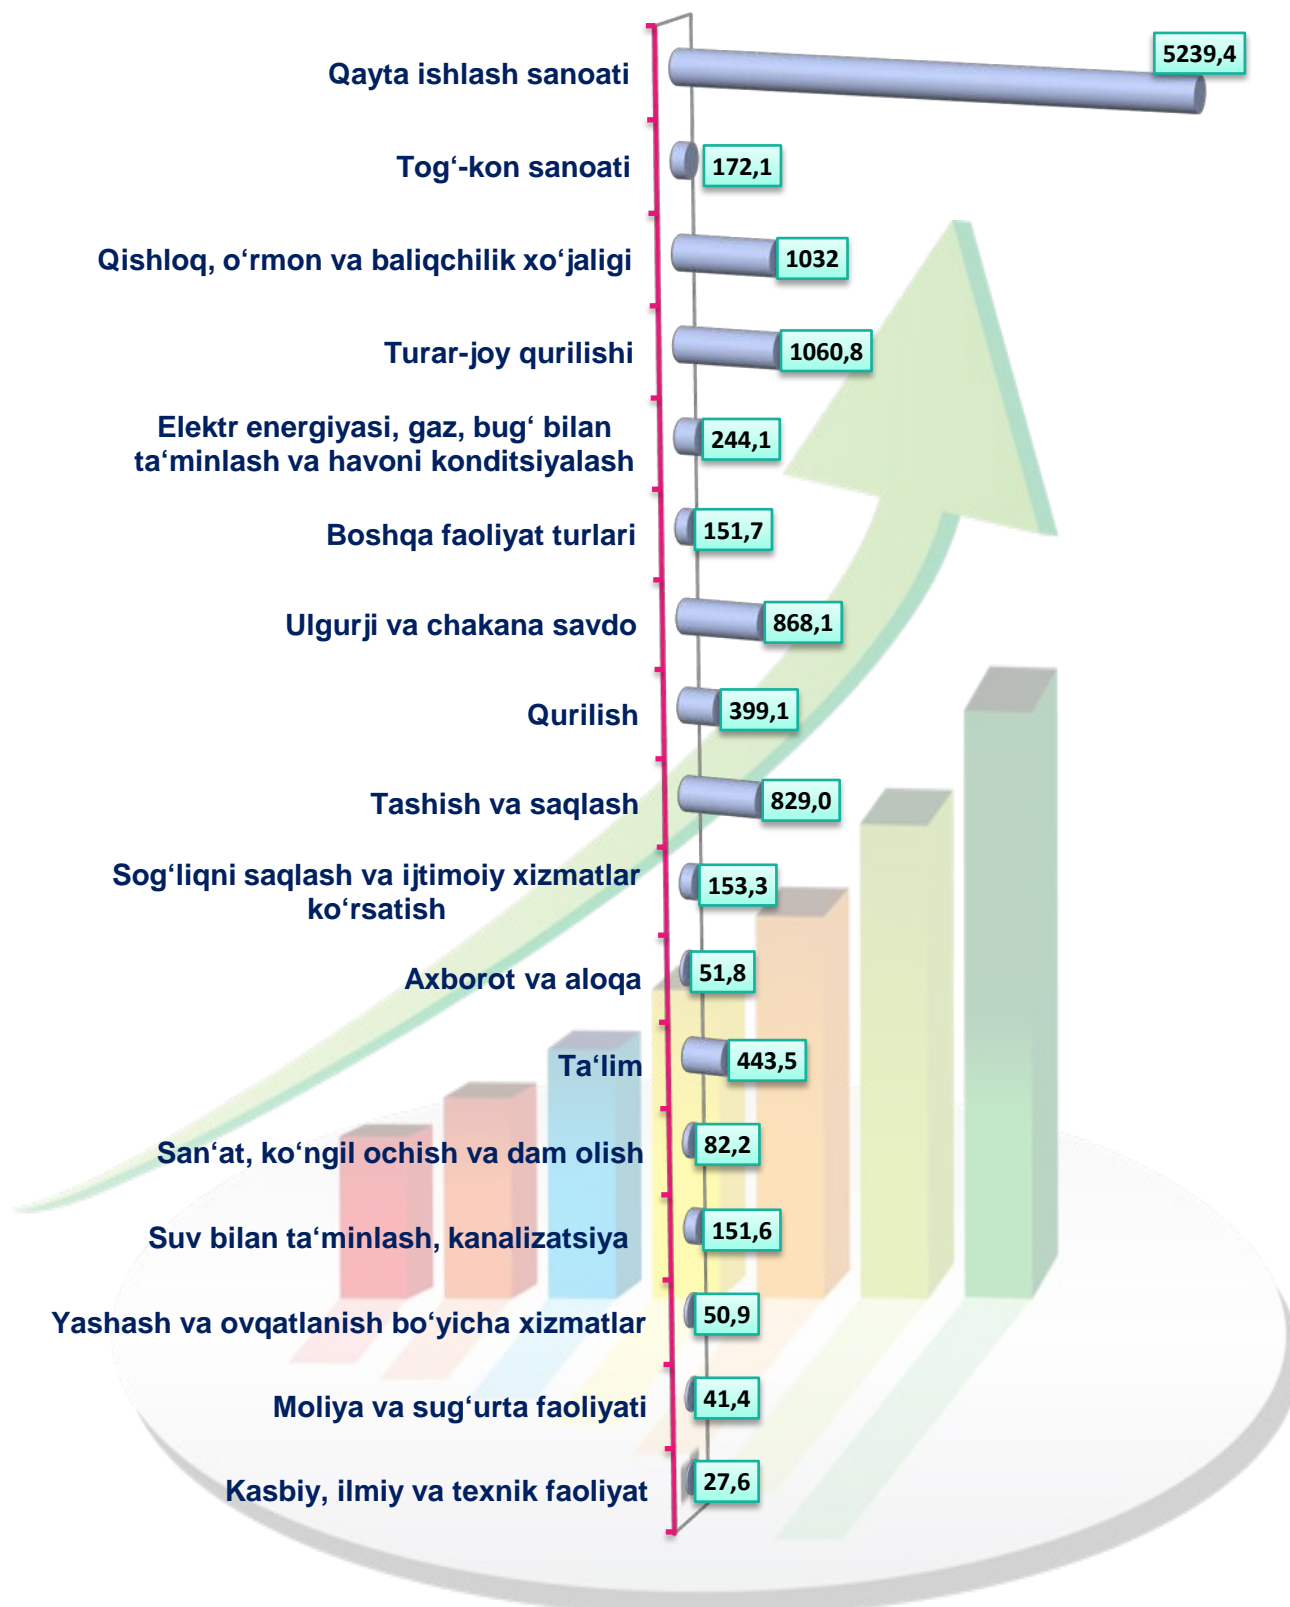 Qayta ishlash sanoati
5239,4
Tog‘-kon sanoati
172,1
Qishloq, o‘rmon va baliqchilik xo‘jaligi
1032
Turar-joy qurilishi
1060,8
Elektr energiyasi, gaz, bug‘ bilan
ta‘minlash va havoni konditsiyalash
244,1
Boshqa faoliyat turlari
151,7
Ulgurji va chakana savdo
868,1
Qurilish
399,1
Tashish va saqlash
829,0
Sog‘liqni saqlash va ijtimoiy xizmatlar
ko‘rsatish
153,3
Axborot va aloqa
51,8
Ta‘lim
443,5
San‘at, ko‘ngil ochish va dam olish
82,2
Suv bilan ta‘minlash, kanalizatsiya
151,6
Yashash va ovqatlanish bo‘yicha xizmatlar
50,9
Moliya va sug‘urta faoliyati
41,4
Kasbiy, ilmiy va texnik faoliyat
27,6